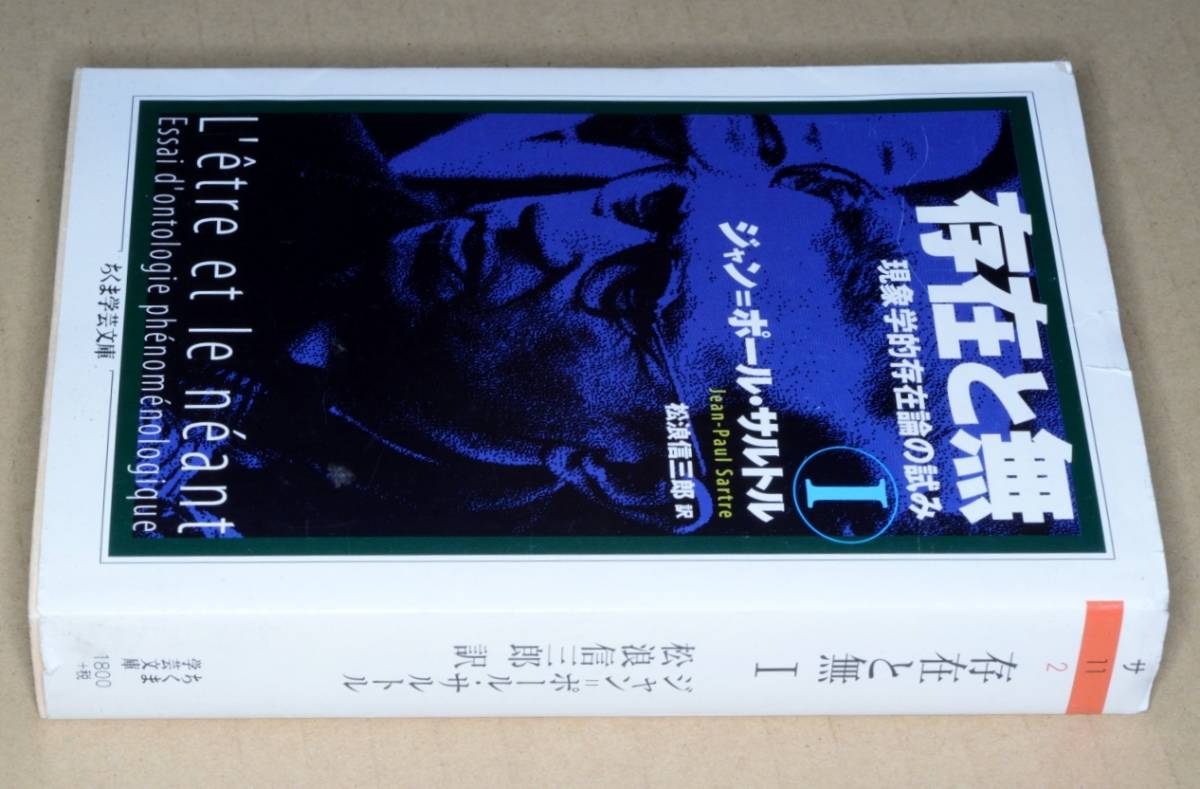 存在と無
現象学的存在論の試み
I
ジャン=ポール・サルトル
Jean-Paul Sartre
松浪信三郎 訳
L'être et le néant
Essai d'ontologie phénoménologique
ちくま学芸文庫
サ
11
2
存在と無 I
ジャン=ポール・サルトル
松浪信三郎 訳
ちくま
学芸文庫
1800
+税